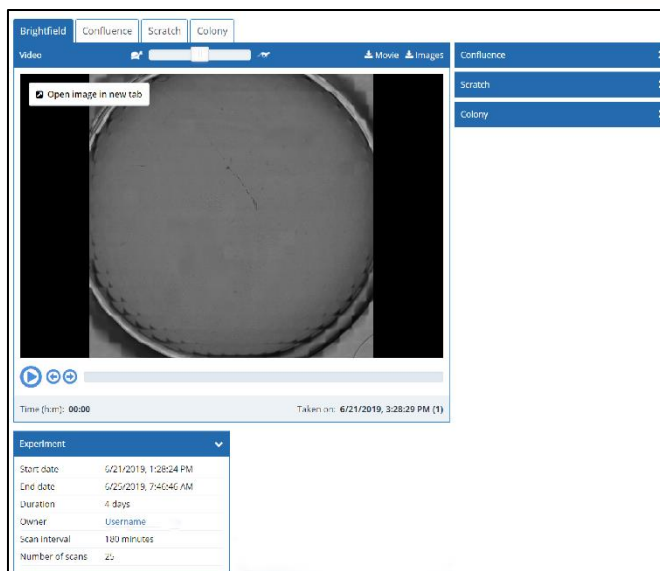 Brightfield
Confluence
Scratch
Colony
Video
Movie
Images
Open image in new tab
Time (h:m): 00:00
Taken on: 6/21/2019, 3:28:29 PM (1)
Confluence
Scratch
Colony
Experiment
Start date 6/21/2019, 1:28:24 PM
End date 6/25/2019, 7:46:46 AM
Duration 4 days
Owner Username
Scan interval 180 minutes
Number of scans 25